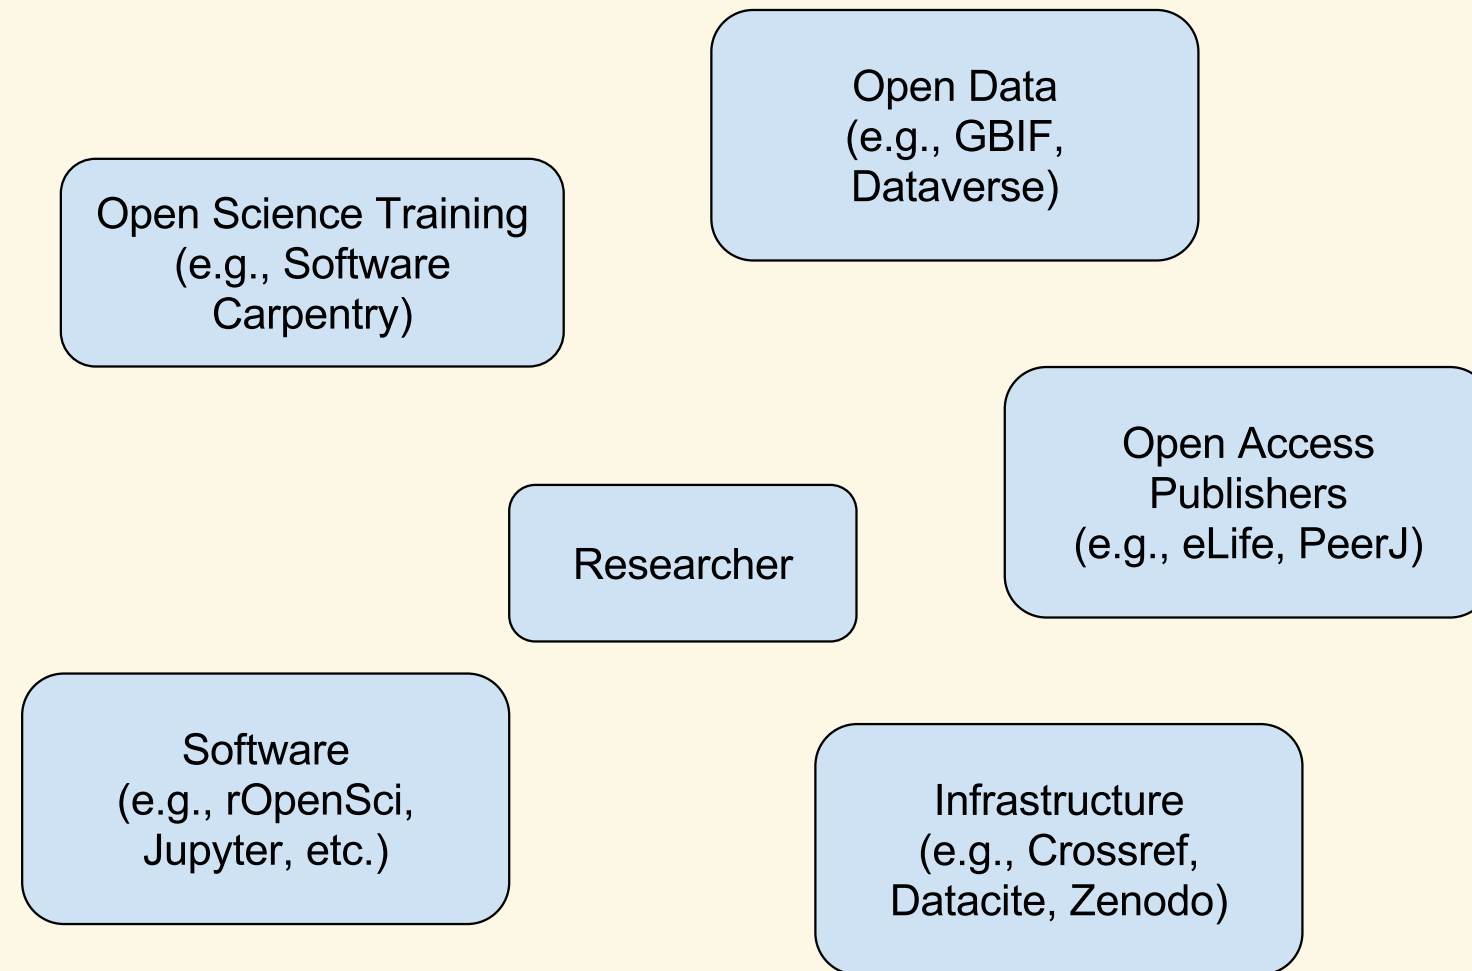 Open Data
(e.g., GBIF,
Dataverse)
Open Science Training
(e.g., Software
Carpentry)
Open Access
Publishers
(e.g., eLife, PeerJ)
Researcher
Software
(e.g., rOpenSci,
Jupyter, etc.)
Infrastructure
(e.g., Crossref,
Datacite, Zenodo)